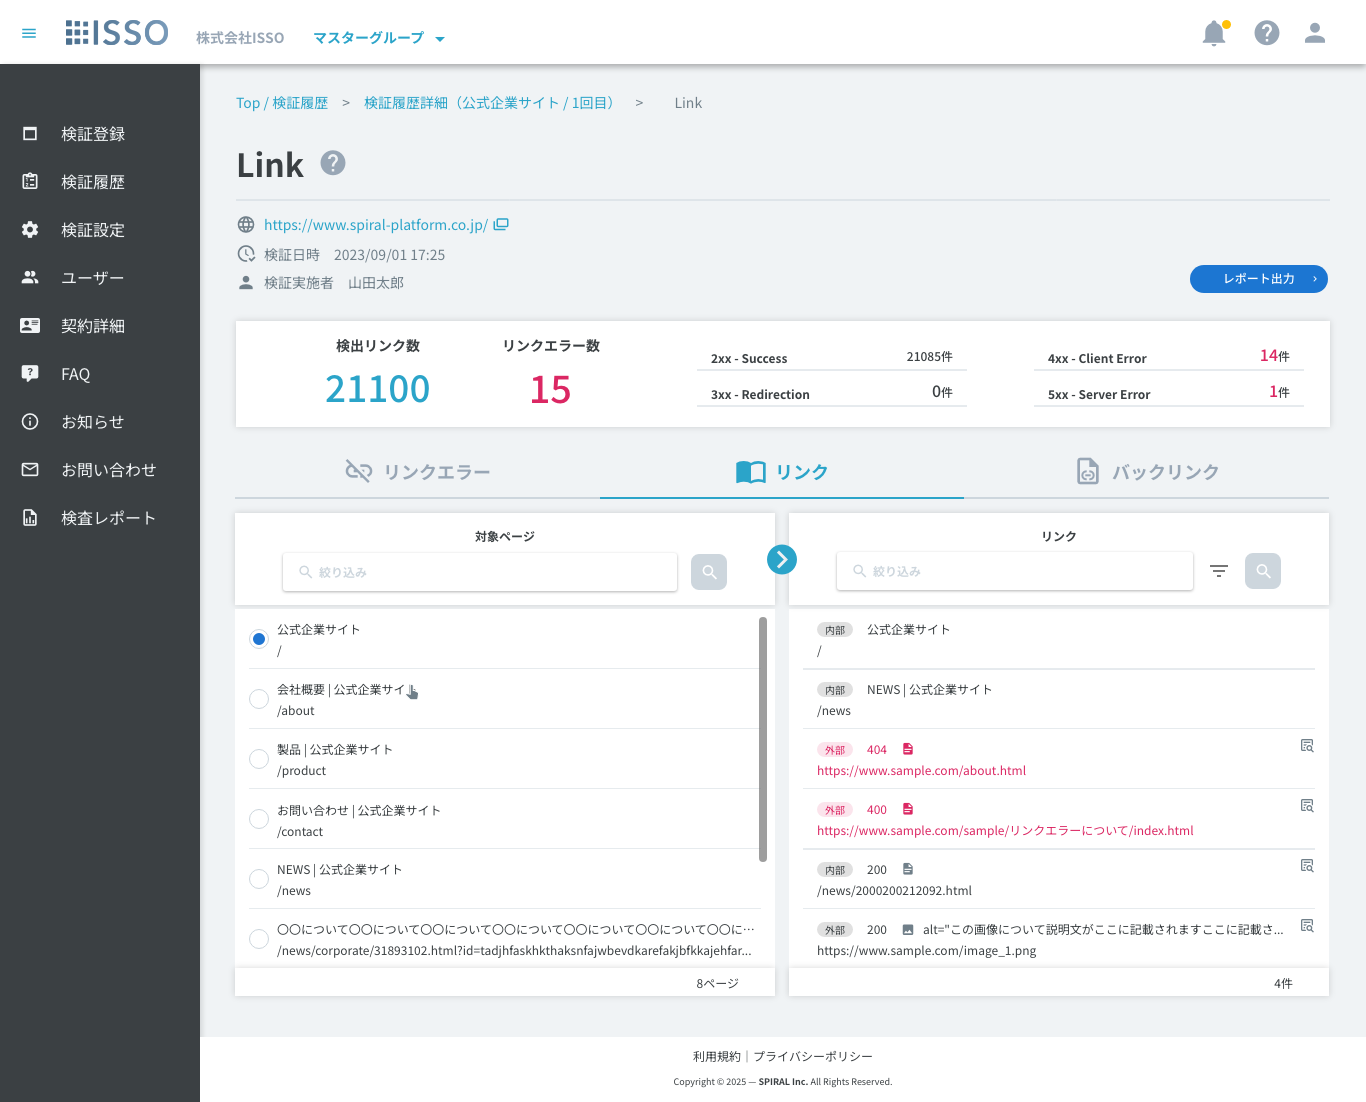 ISSO
株式会社ISSO
マスターグループ
検証登録
検証履歴
検証設定
ユーザー
契約詳細
FAQ
お知らせ
お問い合わせ
検査レポート
Top / 検証履歴 > 検証履歴詳細（公式企業サイト / 1回目） > Link
Link
https://www.spiral-platform.co.jp/
検証日時 2023/09/01 17:25
検証実施者 山田太郎
レポート出力
検出リンク数
21100
リンクエラー数
15
2xx - Success 21085件
3xx - Redirection 0件
4xx - Client Error 14件
5xx - Server Error 1件
リンクエラー
リンク
バックリンク
対象ページ
絞り込み
公式企業サイト
/
会社概要 | 公式企業サイト
/about
製品 | 公式企業サイト
/product
お問い合わせ | 公式企業サイト
/contact
NEWS | 公式企業サイト
/news
〇〇について〇〇について〇〇について〇〇について〇〇について〇〇について〇〇に…
/news/corporate/31893102.html?id=tadjhfaskhkthaksnfajwbevdkarefakjbfkkajehfar...
8ページ
リンク
絞り込み
内部 公式企業サイト
/
内部 NEWS | 公式企業サイト
/news
外部 404
https://www.sample.com/about.html
外部 400
https://www.sample.com/sample/リンクエラーについて/index.html
内部 200
/news/2000200212092.html
外部 200 alt="この画像について説明文がここに記載されますここに記載さ...
https://www.sample.com/image_1.png
4件
利用規約｜プライバシーポリシー
Copyright © 2025 — SPIRAL Inc. All Rights Reserved.